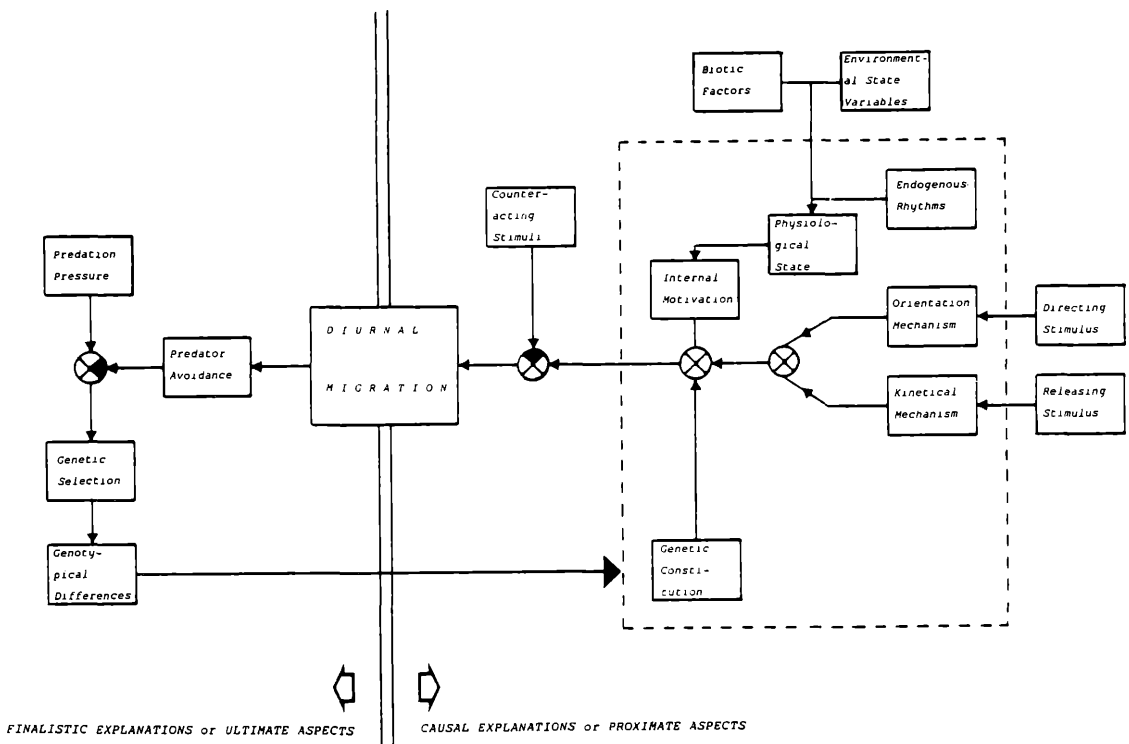 Biotic
Factors
Environment-
al State
Variables
Endogenous
Rhythms
Counter-
acting
Stimuli
Physiolo-
gical
State
Predation
Pressure
Internal
Motivation
Orientation
Mechanism
Directing
Stimulus
DIURNAL
MIGRATION
Predator
Avoidance
Kinetical
Mechanism
Releasing
Stimulus
Genetic
Selection
Genoty-
pical
Differences
Genetic
Consti-
tution
FINALISTIC EXPLANATIONS or ULTIMATE ASPECTS
CAUSAL EXPLANATIONS or PROXIMATE ASPECTS